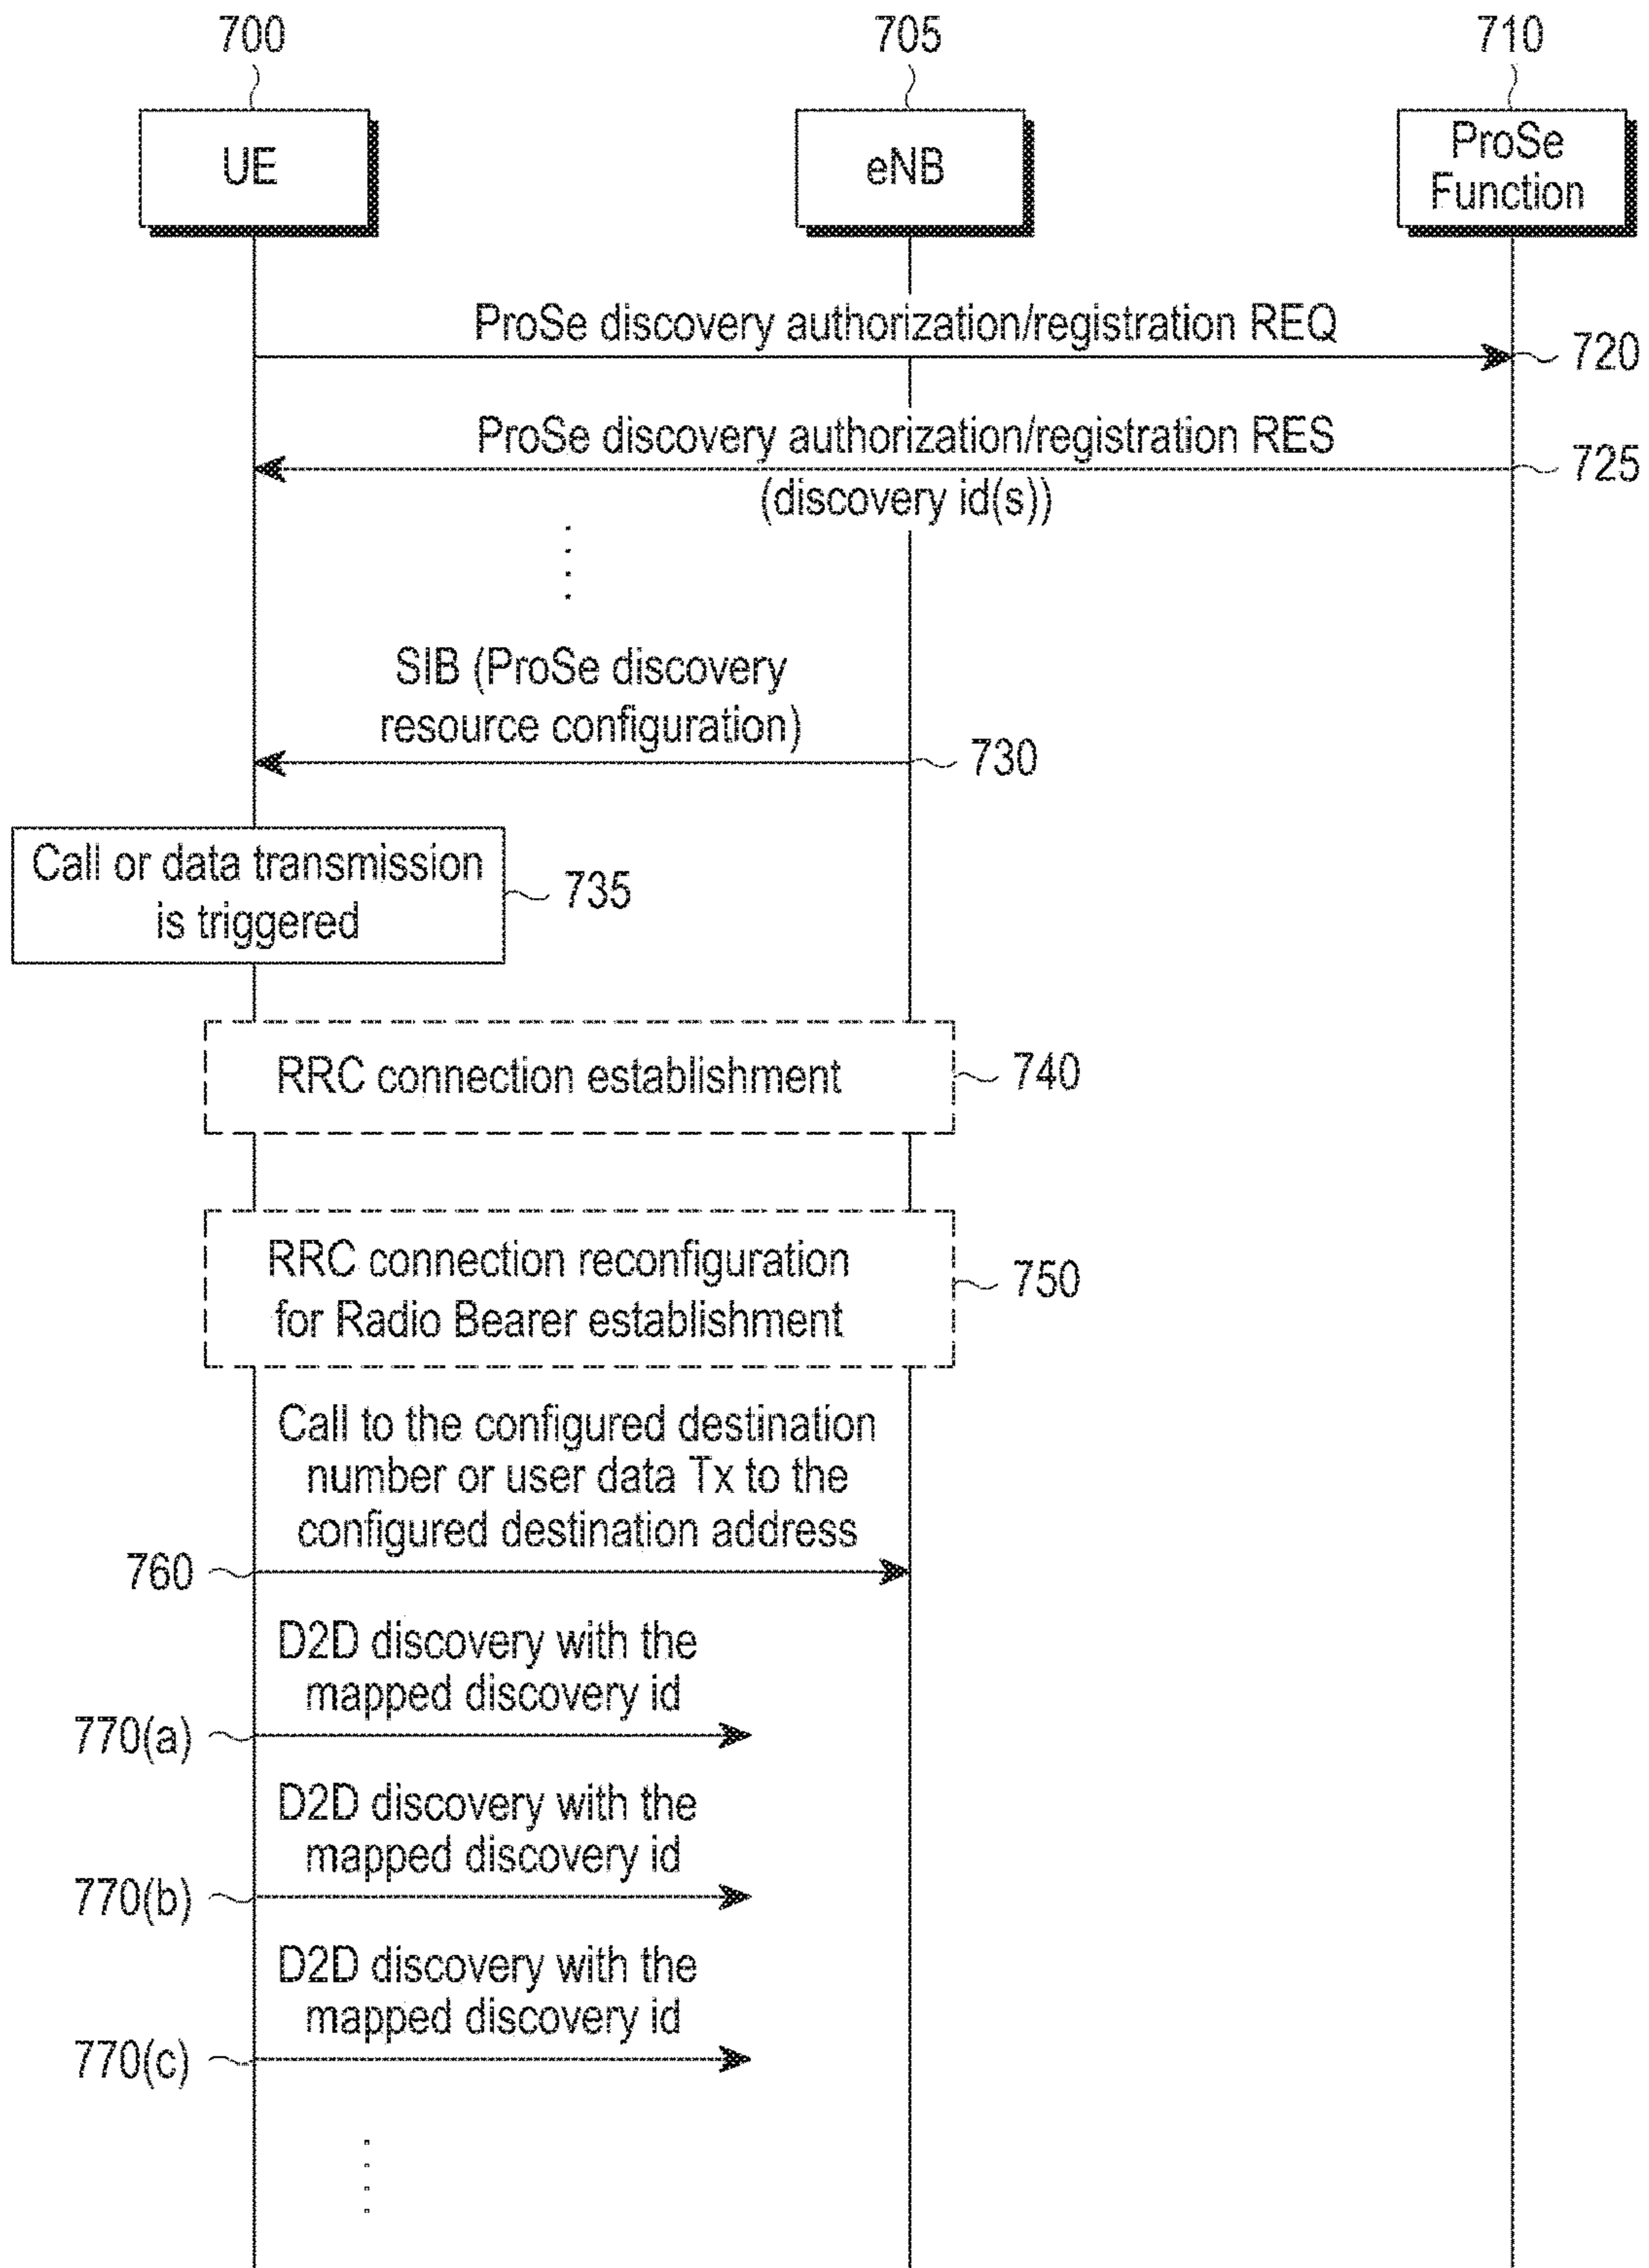 700
705
710
UE
eNB
ProSe
Function
ProSe discovery authorization/registration REQ
720
ProSe discovery authorization/registration RES
725
(discovery id(s))
SIB (ProSe discovery
resource configuration)
730
Call or data transmission
is triggered
735
RRC connection establishment
740
RRC connection reconfiguration
for Radio Bearer establishment
750
Call to the configured destination
number or user data Tx to the
configured destination address
760
D2D discovery with the
mapped discovery id
770(a)
D2D discovery with the
mapped discovery id
770(b)
D2D discovery with the
mapped discovery id
770(c)